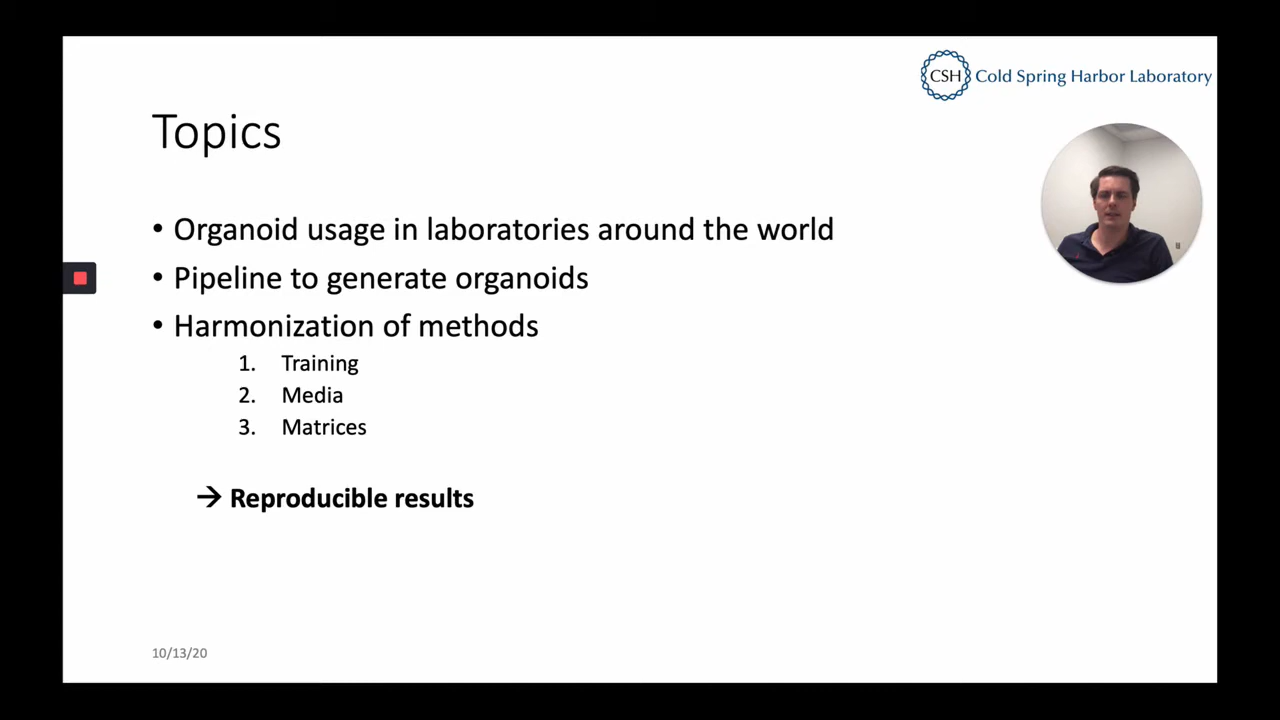 CSH Cold Spring Harbor Laboratory
Topics
• Organoid usage in laboratories around the world
• Pipeline to generate organoids
• Harmonization of methods
1. Training
2. Media
3. Matrices
→ Reproducible results
10/13/20